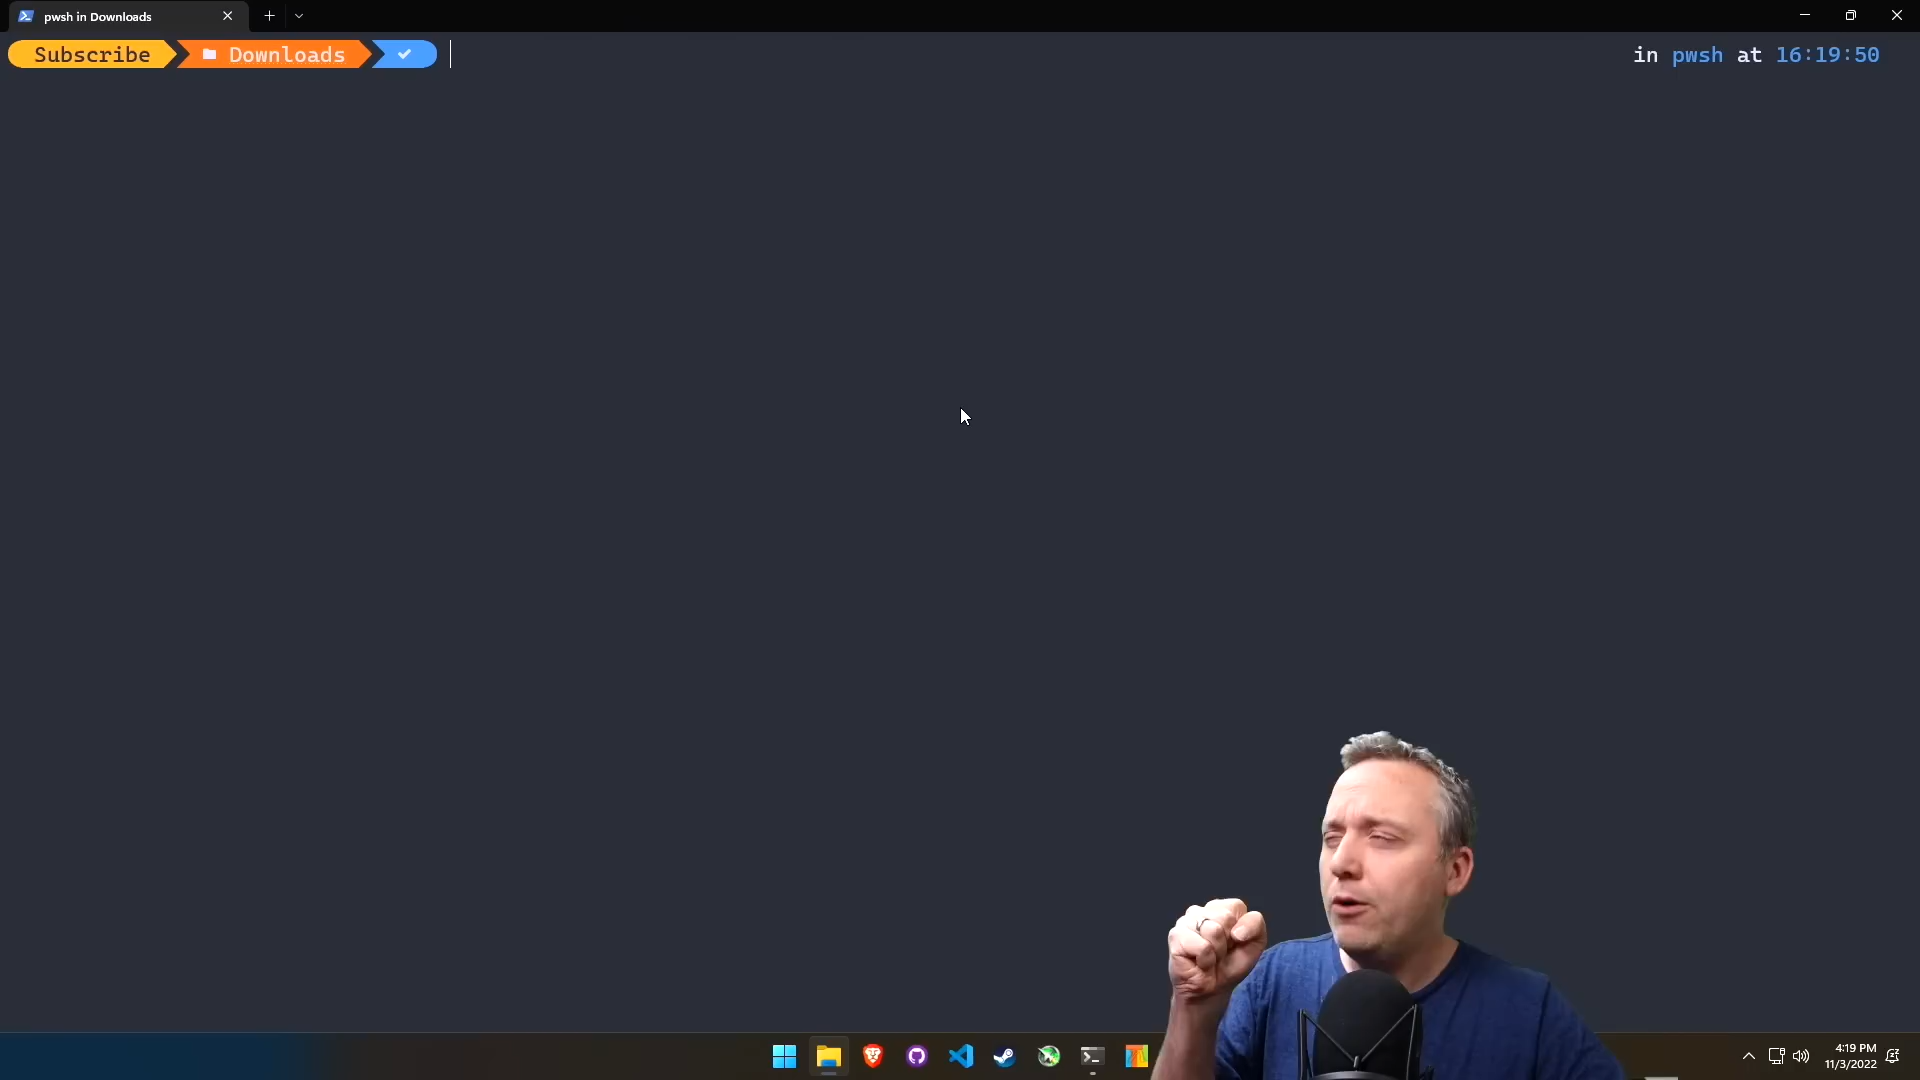 pwsh in Downloads
Subscribe Downloads in pwsh at 16:19:50
4:19 PM
11/3/2022